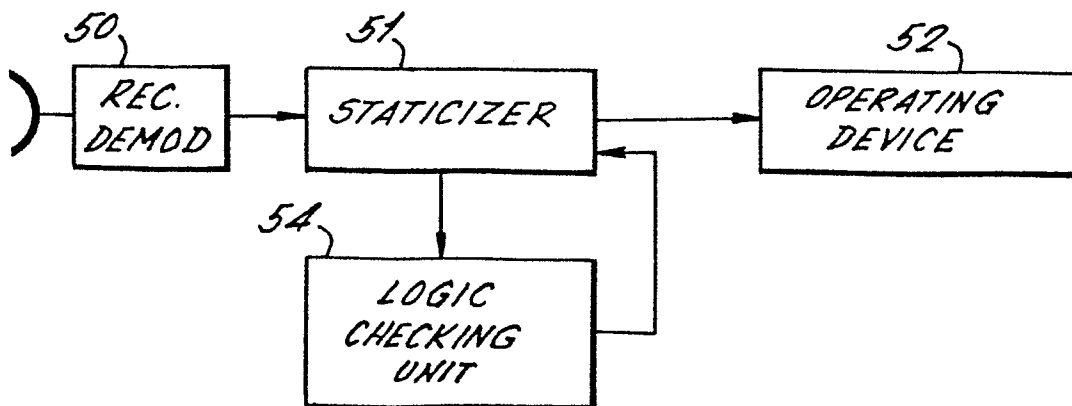 50
REC.
DEMOD
51
STATICIZER
52
OPERATING
DEVICE
54
LOGIC
CHECKING
UNIT